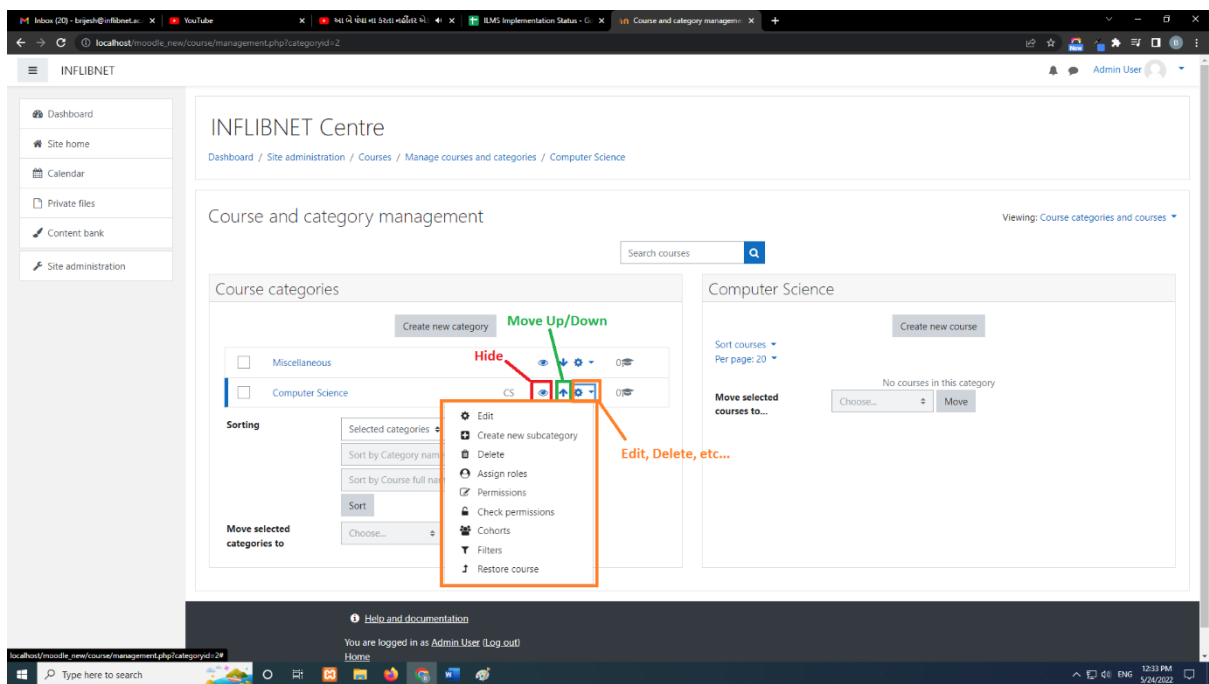 Inbox (20) - brijesh@inflibnet.ac.
YouTube
ILMS Implementation Status - Go
Course and category manageme
localhost/moodle_new/course/management.php?categoryid=2
New
B
INFLIBNET
Admin User
Dashboard
Site home
Calendar
Private files
Content bank
Site administration
INFLIBNET Centre
Dashboard / Site administration / Courses / Manage courses and categories / Computer Science
Course and category management
Viewing: Course categories and courses
Search courses
Course categories
Create new category
Move Up/Down
Hide
Miscellaneous
0
Computer Science
CS
0
Sorting
Selected categories
Sort by Category nam
Sort by Course full na
Sort
Move selected
categories to
Choose...
Edit
Create new subcategory
Delete
Assign roles
Permissions
Check permissions
Cohorts
Filters
Restore course
Edit, Delete, etc...
Computer Science
Create new course
Sort courses
Per page: 20
No courses in this category
Move selected
courses to...
Choose...
Move
Help and documentation
You are logged in as Admin User (Log out)
Home
localhost/moodle_new/course/management.php?categoryid=2#
Type here to search
ENG
12:33 PM
5/24/2022